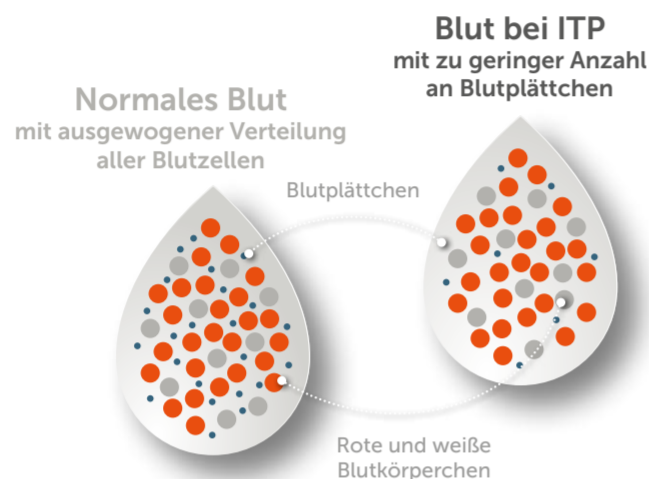 Blut bei ITP
mit zu geringer Anzahl
an Blutplättchen
Normales Blut
mit ausgewogener Verteilung
aller Blutzellen
Blutplättchen
Rote und weiße
Blutkörperchen